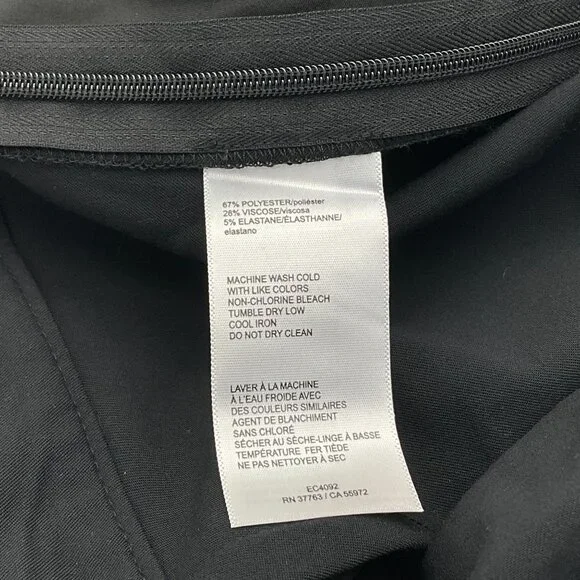 67% POLYESTER/poliéster
28% VISCOSE/viscosa
5% ELASTANE/ÉLASTHANNE/
elastano
MACHINE WASH COLD
WITH LIKE COLORS
NON-CHLORINE BLEACH
TUMBLE DRY LOW
COOL IRON
DO NOT DRY CLEAN
LAVER À LA MACHINE
À L'EAU FROIDE AVEC
DES COULEURS SIMILAIRES
AGENT DE BLANCHIMENT
SANS CHLORÉ
SÉCHER AU SÈCHE-LINGE À BASSE
TEMPÉRATURE FER TIÈDE
NE PAS NETTOYER À SEC
EC4092
RN 37763 / CA 55972